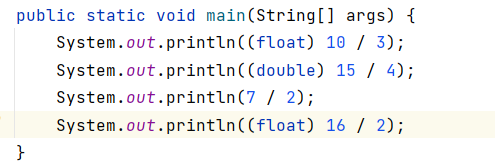 public static void main(String[] args) {
    System.out.println((float) 10 / 3);
    System.out.println((double) 15 / 4);
    System.out.println(7 / 2);
    System.out.println((float) 16 / 2);
}